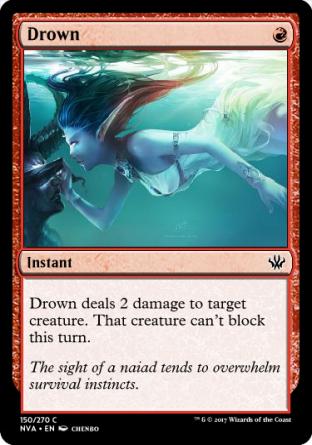 Drown
Instant
Drown deals 2 damage to target
creature. That creature can't block
this turn.
The sight of a naiad tends to overwhelm
survival instincts.
150/270 C
NVA • EN CHENBO
™ & © 2017 Wizards of the Coast